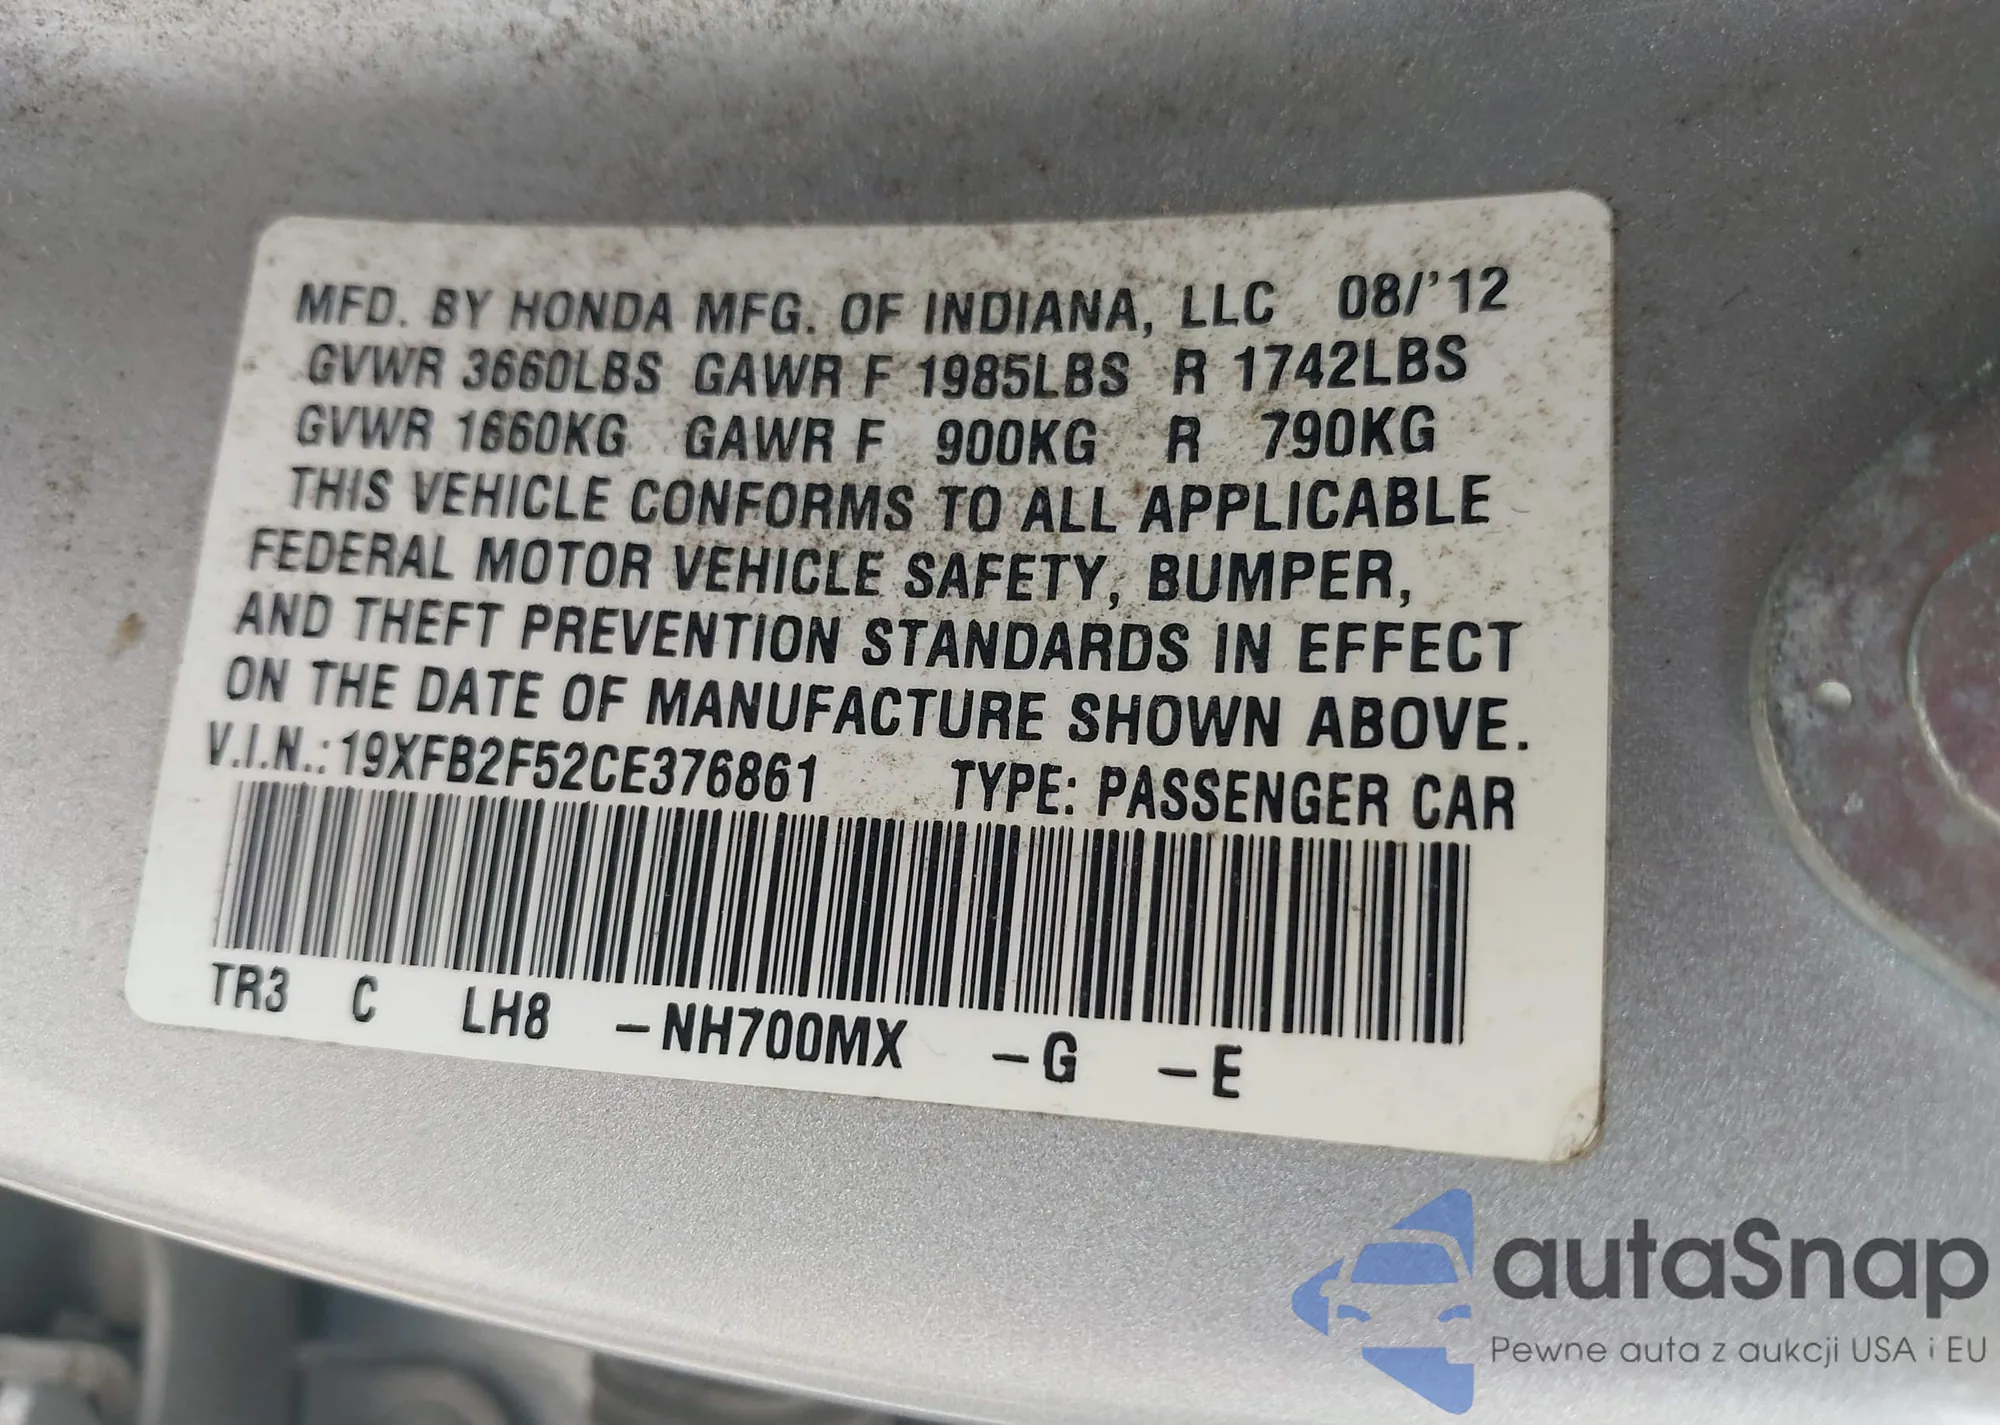 MFD. BY HONDA MFG. OF INDIANA, LLC 08/'12
GVWR 3660LBS GAWR F 1985LBS R 1742LBS
GVWR 1660KG GAWR F 900KG R 790KG
THIS VEHICLE CONFORMS TO ALL APPLICABLE
FEDERAL MOTOR VEHICLE SAFETY, BUMPER,
AND THEFT PREVENTION STANDARDS IN EFFECT
ON THE DATE OF MANUFACTURE SHOWN ABOVE.
V.I.N.: 19XFB2F52CE376861 TYPE: PASSENGER CAR
TR3 C LH8 -NH700MX -G -E
autaSnap
Pewne auta z aukcji USA i EU